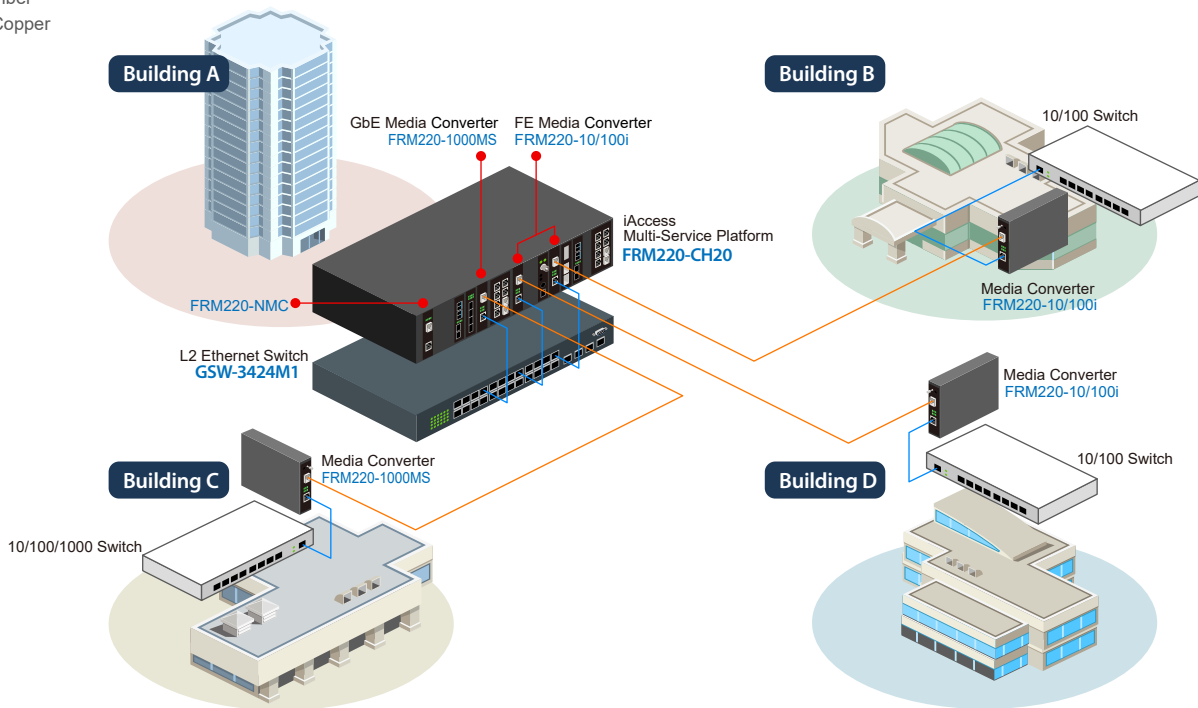 Copper
Building A
Building B
10/100 Switch
GbE Media Converter
FRM220-1000MS
FE Media Converter
FRM220-10/100i
iAccess
Multi-Service Platform
FRM220-CH20
FRM220-NMC
Media Converter
FRM220-10/100i
L2 Ethernet Switch
GSW-3424M1
Media Converter
FRM220-10/100i
Building C
Media Converter
FRM220-1000MS
Building D
10/100 Switch
10/100/1000 Switch